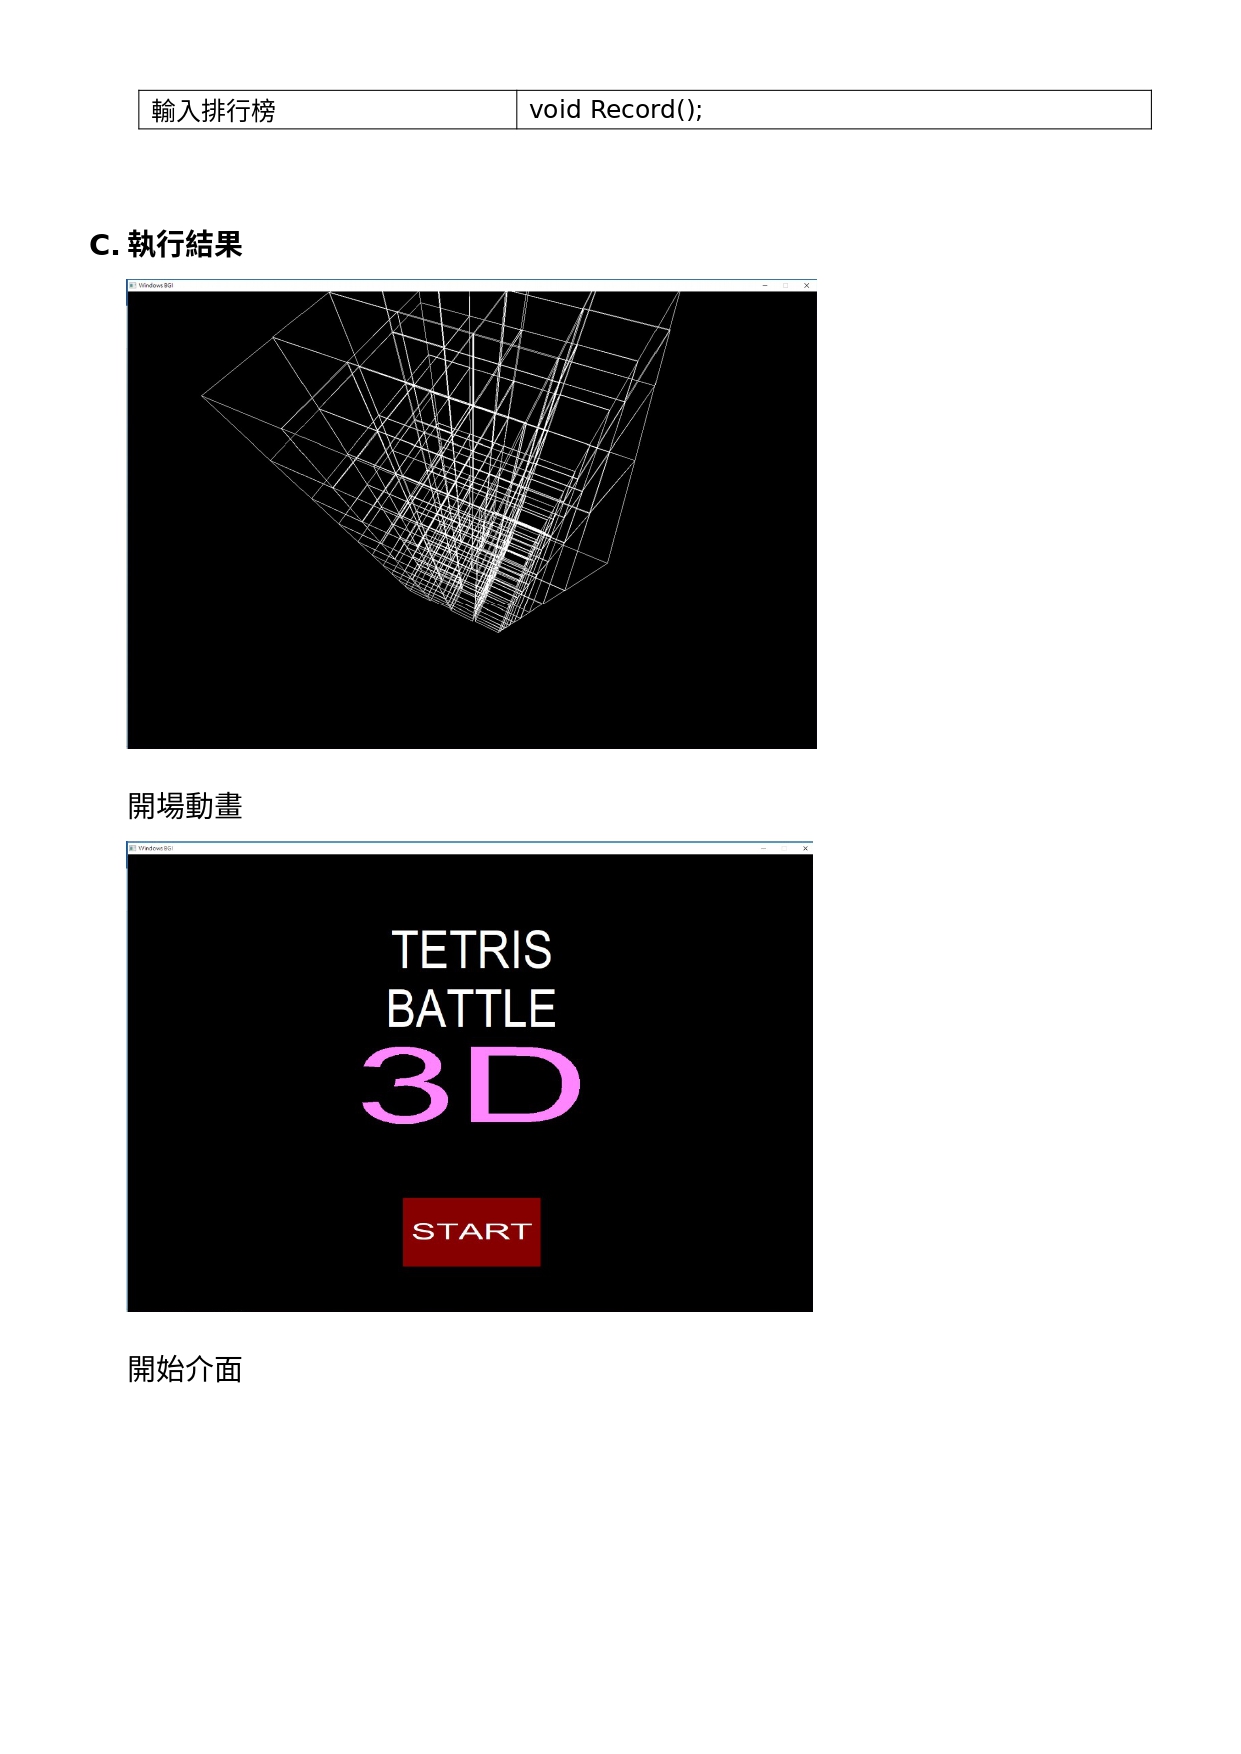 輸入排行榜 void Record();
C. 執行結果
Windows BGI
開場動畫
Windows BGI
TETRIS
BATTLE
3D
START
開始介面